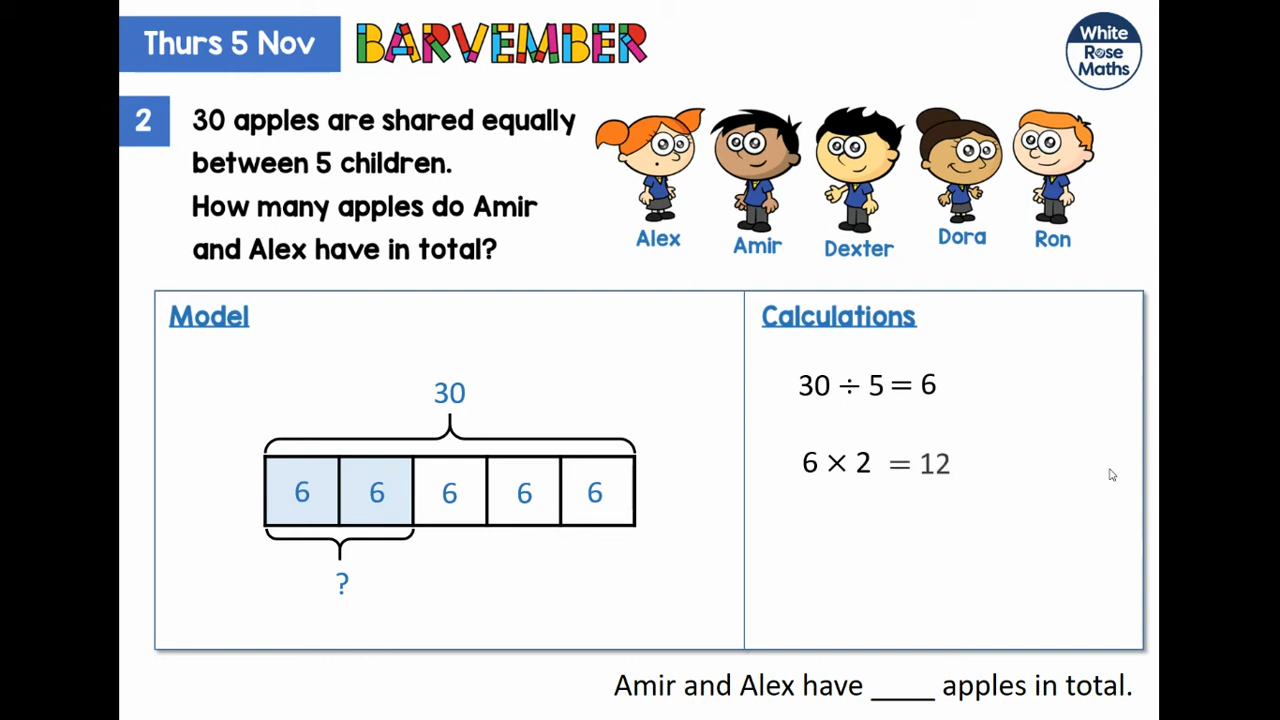 Thurs 5 Nov
BARVEMBER
White
Rose
Maths
2
30 apples are shared equally
between 5 children.
How many apples do Amir
and Alex have in total?
Alex
Amir
Dexter
Dora
Ron
Model
30
6 6 6 6 6
?
Calculations
30 ÷ 5 = 6
6 × 2 = 12
Amir and Alex have ____ apples in total.